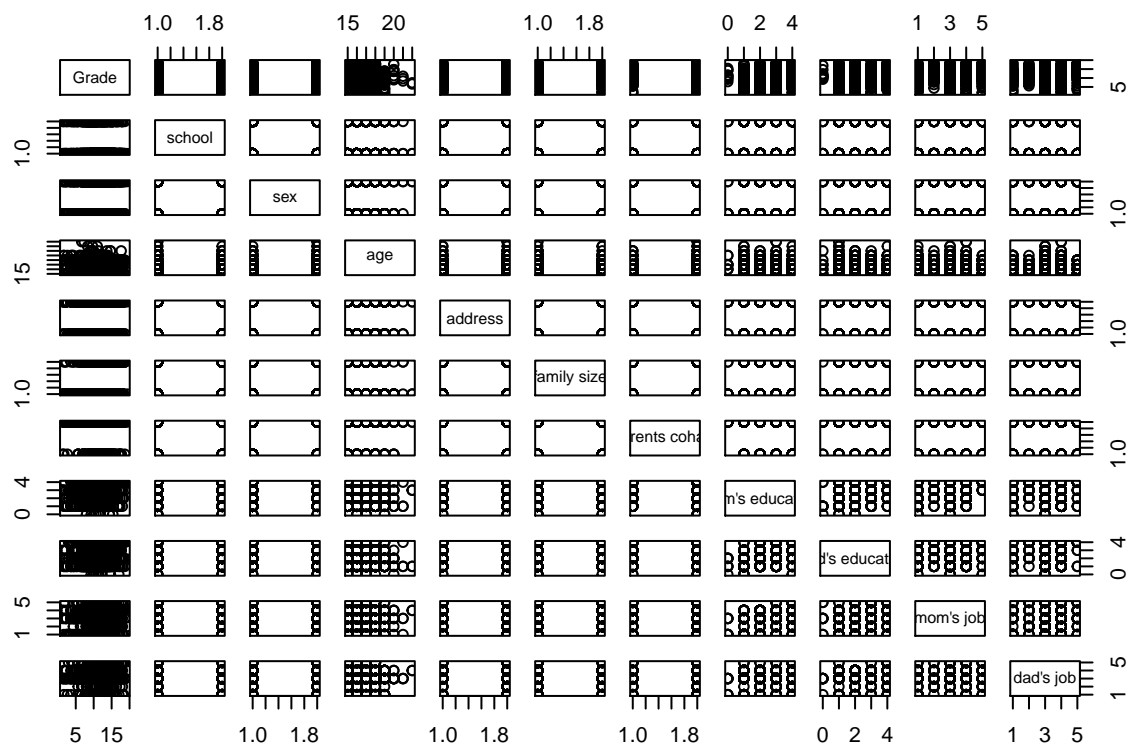 1.0 1.8
15 20
1.0 1.8
0 2 4
1 3 5
Grade
5
1.0
school
sex
1.0
15
age
address
1.0
1.0
family size
rents coha
1.0
0 4
m's educa
d's educat
0 4
1 5
mom's job
dad's job
1 5
5 15
1.0 1.8
1.0 1.8
1.0 1.8
0 2 4
1 3 5